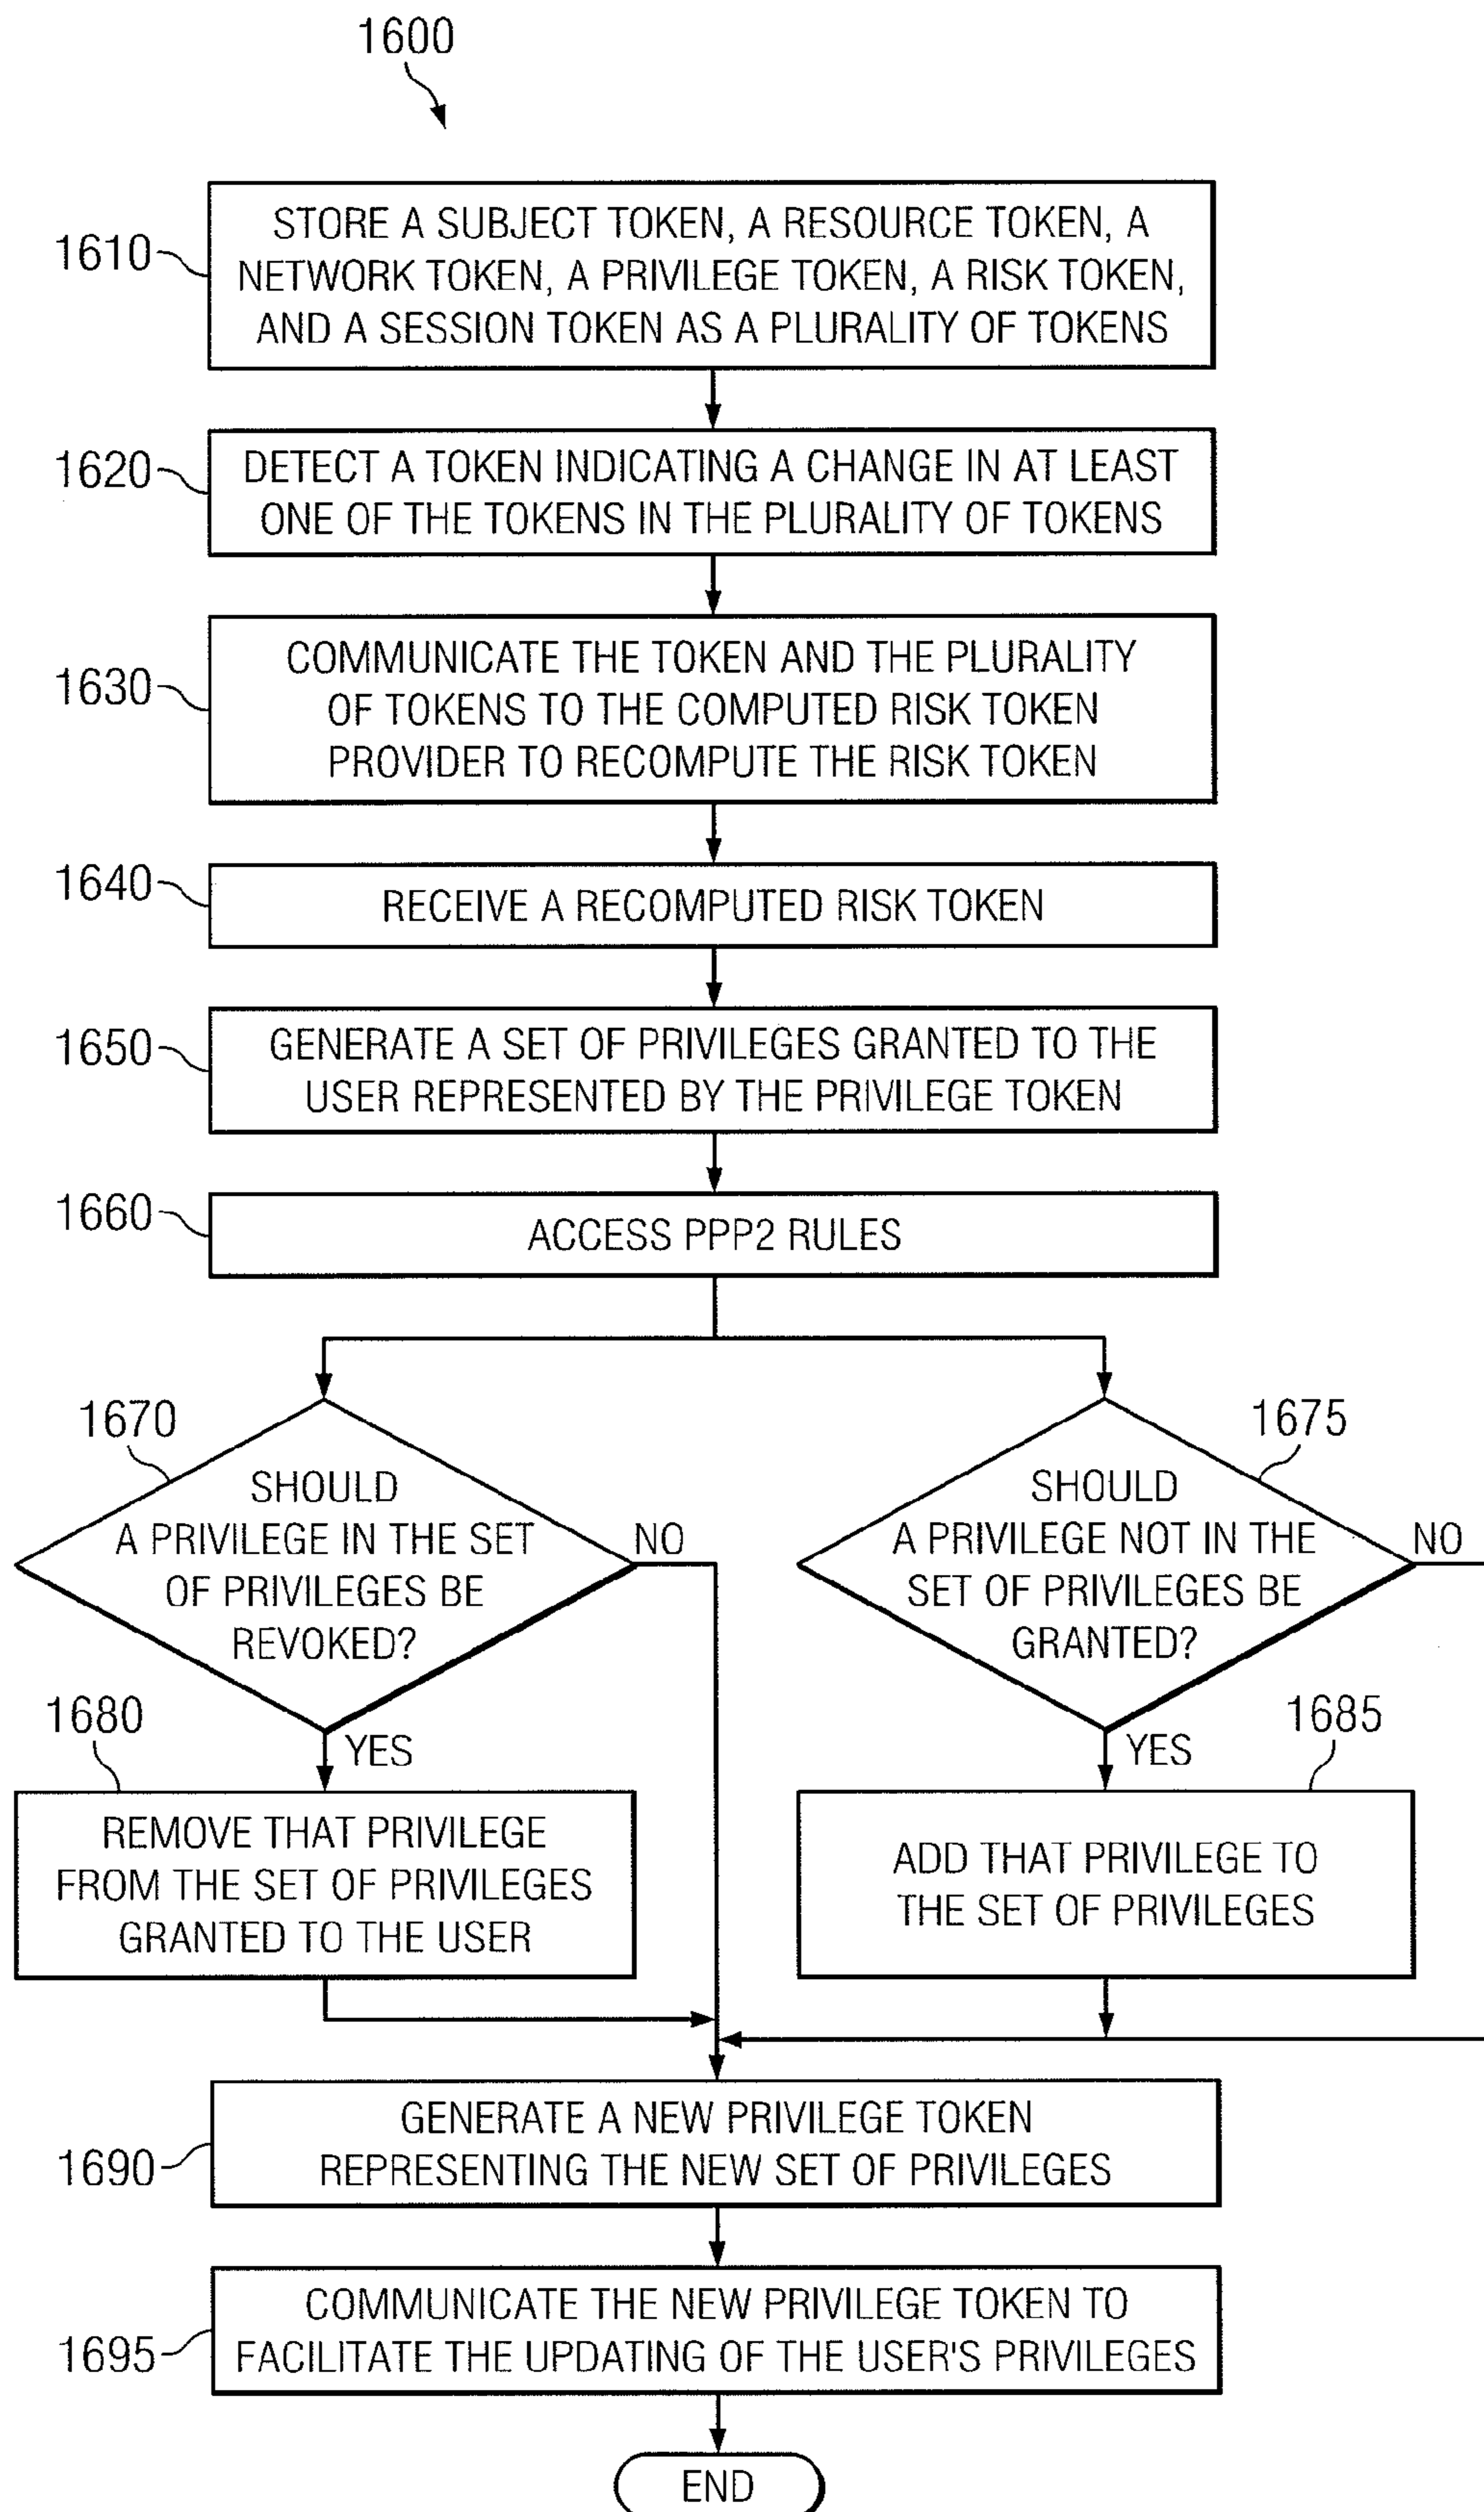 1600
1610
STORE A SUBJECT TOKEN, A RESOURCE TOKEN, A
NETWORK TOKEN, A PRIVILEGE TOKEN, A RISK TOKEN,
AND A SESSION TOKEN AS A PLURALITY OF TOKENS
1620
DETECT A TOKEN INDICATING A CHANGE IN AT LEAST
ONE OF THE TOKENS IN THE PLURALITY OF TOKENS
1630
COMMUNICATE THE TOKEN AND THE PLURALITY
OF TOKENS TO THE COMPUTED RISK TOKEN
PROVIDER TO RECOMPUTE THE RISK TOKEN
1640
RECEIVE A RECOMPUTED RISK TOKEN
1650
GENERATE A SET OF PRIVILEGES GRANTED TO THE
USER REPRESENTED BY THE PRIVILEGE TOKEN
1660
ACCESS PPP2 RULES
1670
SHOULD
A PRIVILEGE IN THE SET
OF PRIVILEGES BE
REVOKED?
NO
YES
1675
SHOULD
A PRIVILEGE NOT IN THE
SET OF PRIVILEGES BE
GRANTED?
NO
YES
1680
REMOVE THAT PRIVILEGE
FROM THE SET OF PRIVILEGES
GRANTED TO THE USER
1685
ADD THAT PRIVILEGE TO
THE SET OF PRIVILEGES
1690
GENERATE A NEW PRIVILEGE TOKEN
REPRESENTING THE NEW SET OF PRIVILEGES
1695
COMMUNICATE THE NEW PRIVILEGE TOKEN TO
FACILITATE THE UPDATING OF THE USER'S PRIVILEGES
END